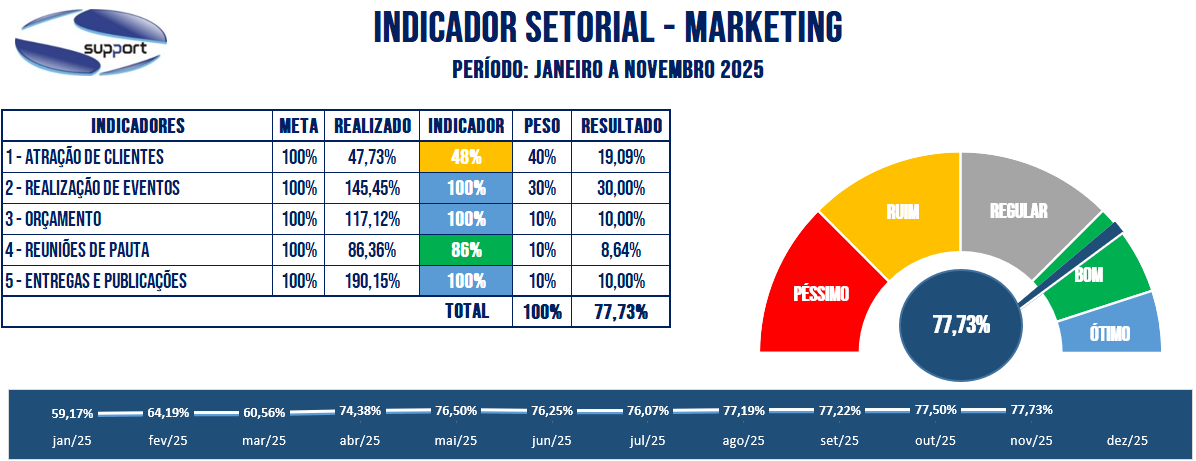 support
INDICADOR SETORIAL - MARKETING
PERÍODO: JANEIRO A NOVEMBRO 2025
INDICADORES META REALIZADO INDICADOR PESO RESULTADO
1 - ATRAÇÃO DE CLIENTES 100% 47,73% 48% 40% 19,09%
2 - REALIZAÇÃO DE EVENTOS 100% 145,45% 100% 30% 30,00%
3 - ORÇAMENTO 100% 117,12% 100% 10% 10,00%
4 - REUNIÕES DE PAUTA 100% 86,36% 86% 10% 8,64%
5 - ENTREGAS E PUBLICAÇÕES 100% 190,15% 100% 10% 10,00%
TOTAL 100% 77,73%
PÉSSIMO
RUIM
REGULAR
BOM
ÓTIMO
77,73%
59,17% 64,19% 60,56% 74,38% 76,50% 76,25% 76,07% 77,19% 77,22% 77,50% 77,73%
jan/25 fev/25 mar/25 abr/25 mai/25 jun/25 jul/25 ago/25 set/25 out/25 nov/25 dez/25